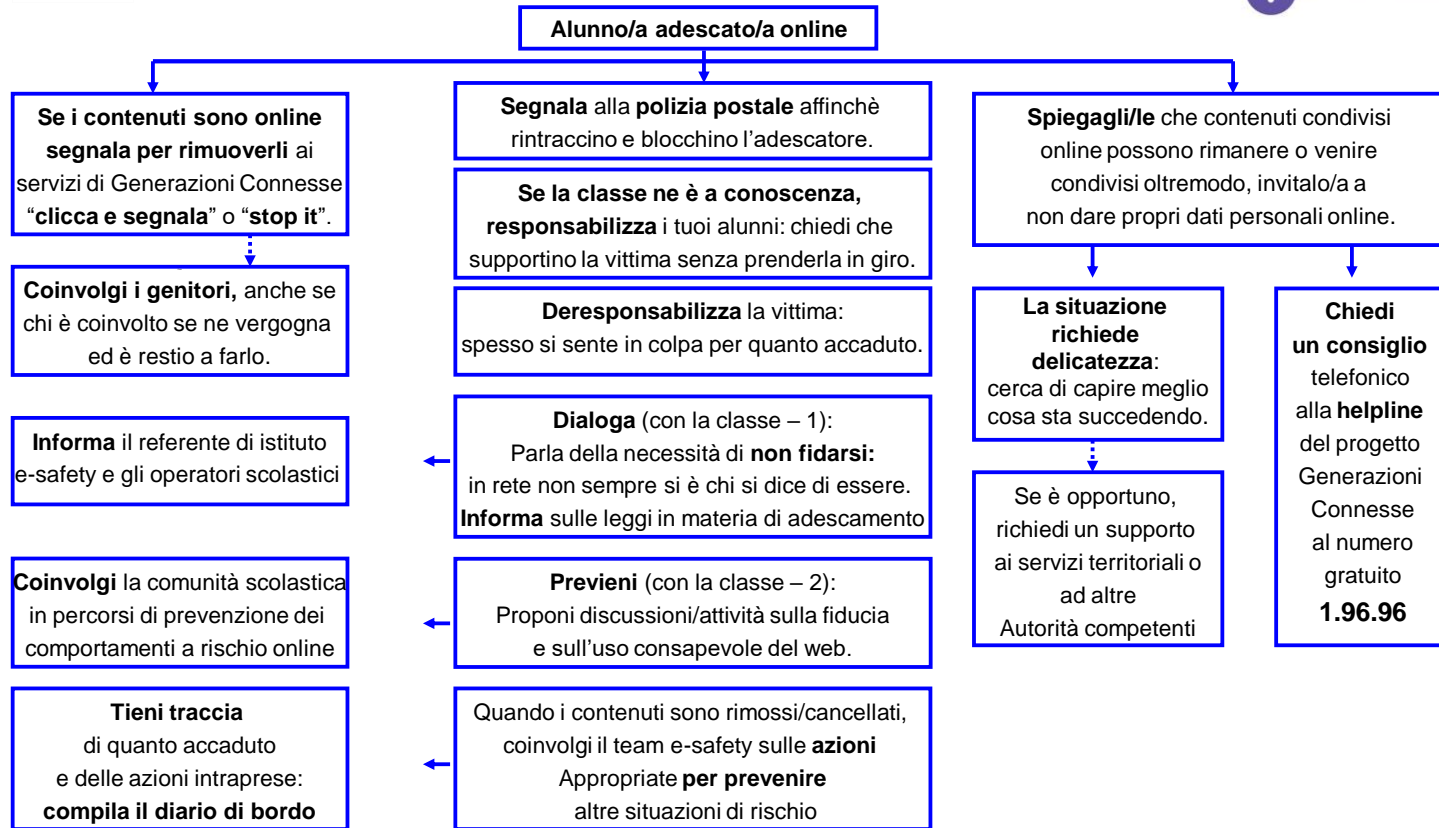 Alunno/a adescato/a online
Se i contenuti sono online
segnala per rimuoverli ai
servizi di Generazioni Connesse
“clicca e segnala” o “stop it”.
Coinvolgi i genitori, anche se
chi è coinvolto se ne vergogna
ed è restio a farlo.
Informa il referente di istituto
e-safety e gli operatori scolastici
Coinvolgi la comunità scolastica
in percorsi di prevenzione dei
comportamenti a rischio online
Tieni traccia
di quanto accaduto
e delle azioni intraprese:
compila il diario di bordo
Segnala alla polizia postale affinchè
rintraccino e blocchino l’adescatore.
Se la classe ne è a conoscenza,
responsabilizza i tuoi alunni: chiedi che
supportino la vittima senza prenderla in giro.
Deresponsabilizza la vittima:
spesso si sente in colpa per quanto accaduto.
Dialoga (con la classe – 1):
Parla della necessità di non fidarsi:
in rete non sempre si è chi si dice di essere.
Informa sulle leggi in materia di adescamento
Previeni (con la classe – 2):
Proponi discussioni/attività sulla fiducia
e sull’uso consapevole del web.
Quando i contenuti sono rimossi/cancellati,
coinvolgi il team e-safety sulle azioni
Appropriate per prevenire
altre situazioni di rischio
Spiegagli/le che contenuti condivisi
online possono rimanere o venire
condivisi oltremodo, invitalo/a a
non dare propri dati personali online.
La situazione
richiede
delicatezza:
cerca di capire meglio
cosa sta succedendo.
Se è opportuno,
richiedi un supporto
ai servizi territoriali o
ad altre
Autorità competenti
Chiedi
un consiglio
telefonico
alla helpline
del progetto
Generazioni
Connesse
al numero
gratuito
1.96.96